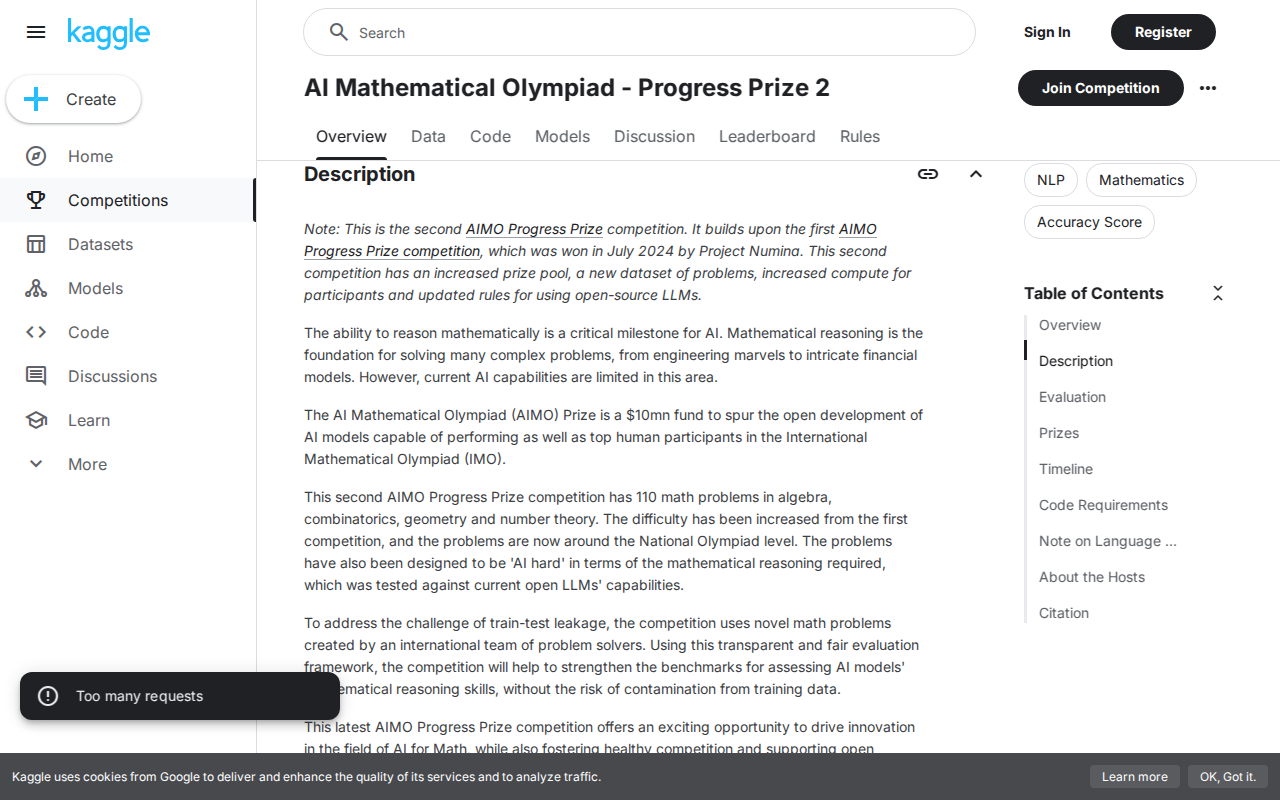 kaggle
Search
Sign In
Register
Create
Home
Competitions
Datasets
Models
Code
Discussions
Learn
More
AI Mathematical Olympiad - Progress Prize 2
Join Competition
Overview
Data
Code
Models
Discussion
Leaderboard
Rules
Description
Note: This is the second AIMO Progress Prize competition. It builds upon the first AIMO
Progress Prize competition, which was won in July 2024 by Project Numina. This second
competition has an increased prize pool, a new dataset of problems, increased compute for
participants and updated rules for using open-source LLMs.
The ability to reason mathematically is a critical milestone for AI. Mathematical reasoning is the
foundation for solving many complex problems, from engineering marvels to intricate financial
models. However, current AI capabilities are limited in this area.
The AI Mathematical Olympiad (AIMO) Prize is a $10mn fund to spur the open development of
AI models capable of performing as well as top human participants in the International
Mathematical Olympiad (IMO).
This second AIMO Progress Prize competition has 110 math problems in algebra,
combinatorics, geometry and number theory. The difficulty has been increased from the first
competition, and the problems are now around the National Olympiad level. The problems
have also been designed to be 'AI hard' in terms of the mathematical reasoning required,
which was tested against current open LLMs' capabilities.
To address the challenge of train-test leakage, the competition uses novel math problems
created by an international team of problem solvers. Using this transparent and fair evaluation
framework, the competition will help to strengthen the benchmarks for assessing AI models'
ematical reasoning skills, without the risk of contamination from training data.
This latest AIMO Progress Prize competition offers an exciting opportunity to drive innovation
in the field of AI for Math, while also fostering healthy competition and supporting open
NLP
Mathematics
Accuracy Score
Table of Contents
Overview
Description
Evaluation
Prizes
Timeline
Code Requirements
Note on Language ...
About the Hosts
Citation
Too many requests
Kaggle uses cookies from Google to deliver and enhance the quality of its services and to analyze traffic.
Learn more
OK, Got it.